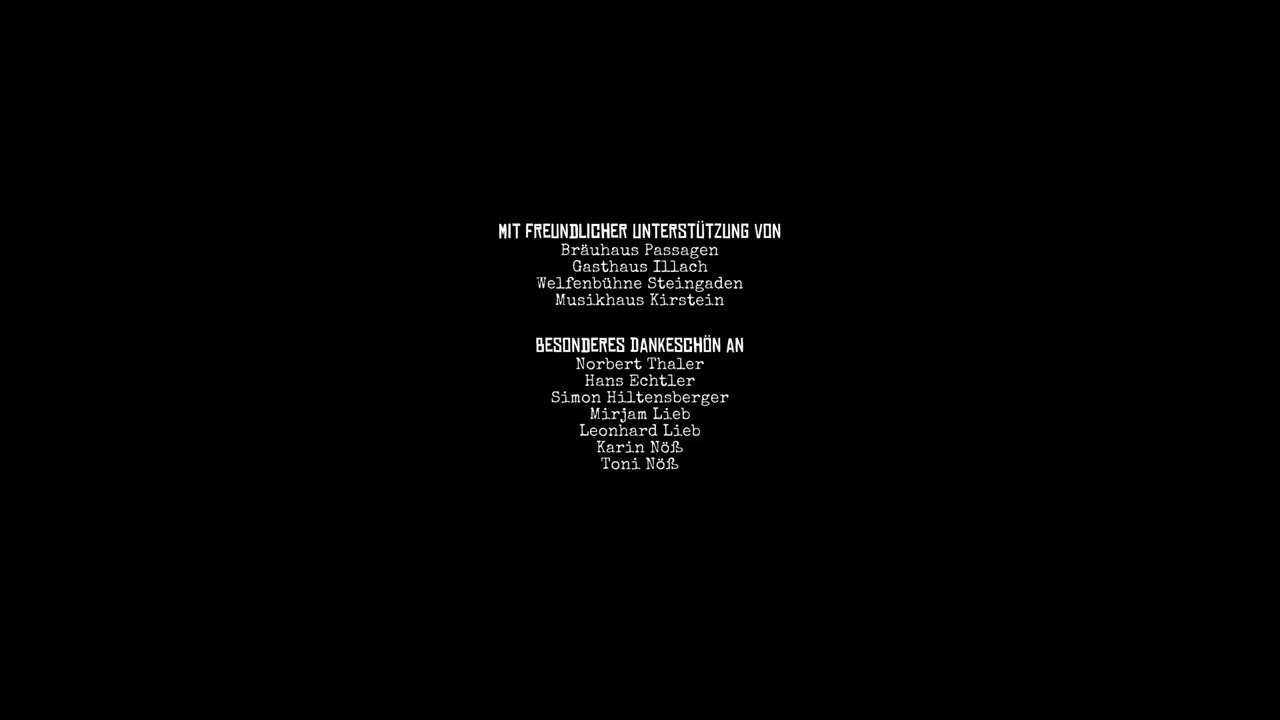 MIT FREUNDLICHER UNTERSTÜTZUNG VON
Bräuhaus Passagen
Gasthaus Illach
Welfenbühne Steingaden
Musikhaus Kirstein
BESONDERES DANKESCHÖN AN
Norbert Thaler
Hans Echtler
Simon Hiltensberger
Mirjam Lieb
Leonhard Lieb
Karin Nöß
Toni Nöß